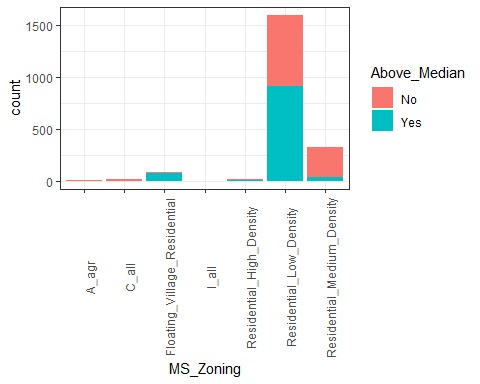 1500
1000
500
0
count
A_agr
C_all
Floating_Village_Residential
I_all
Residential_High_Density
Residential_Low_Density
Residential_Medium_Density
MS_Zoning
Above_Median
No
Yes